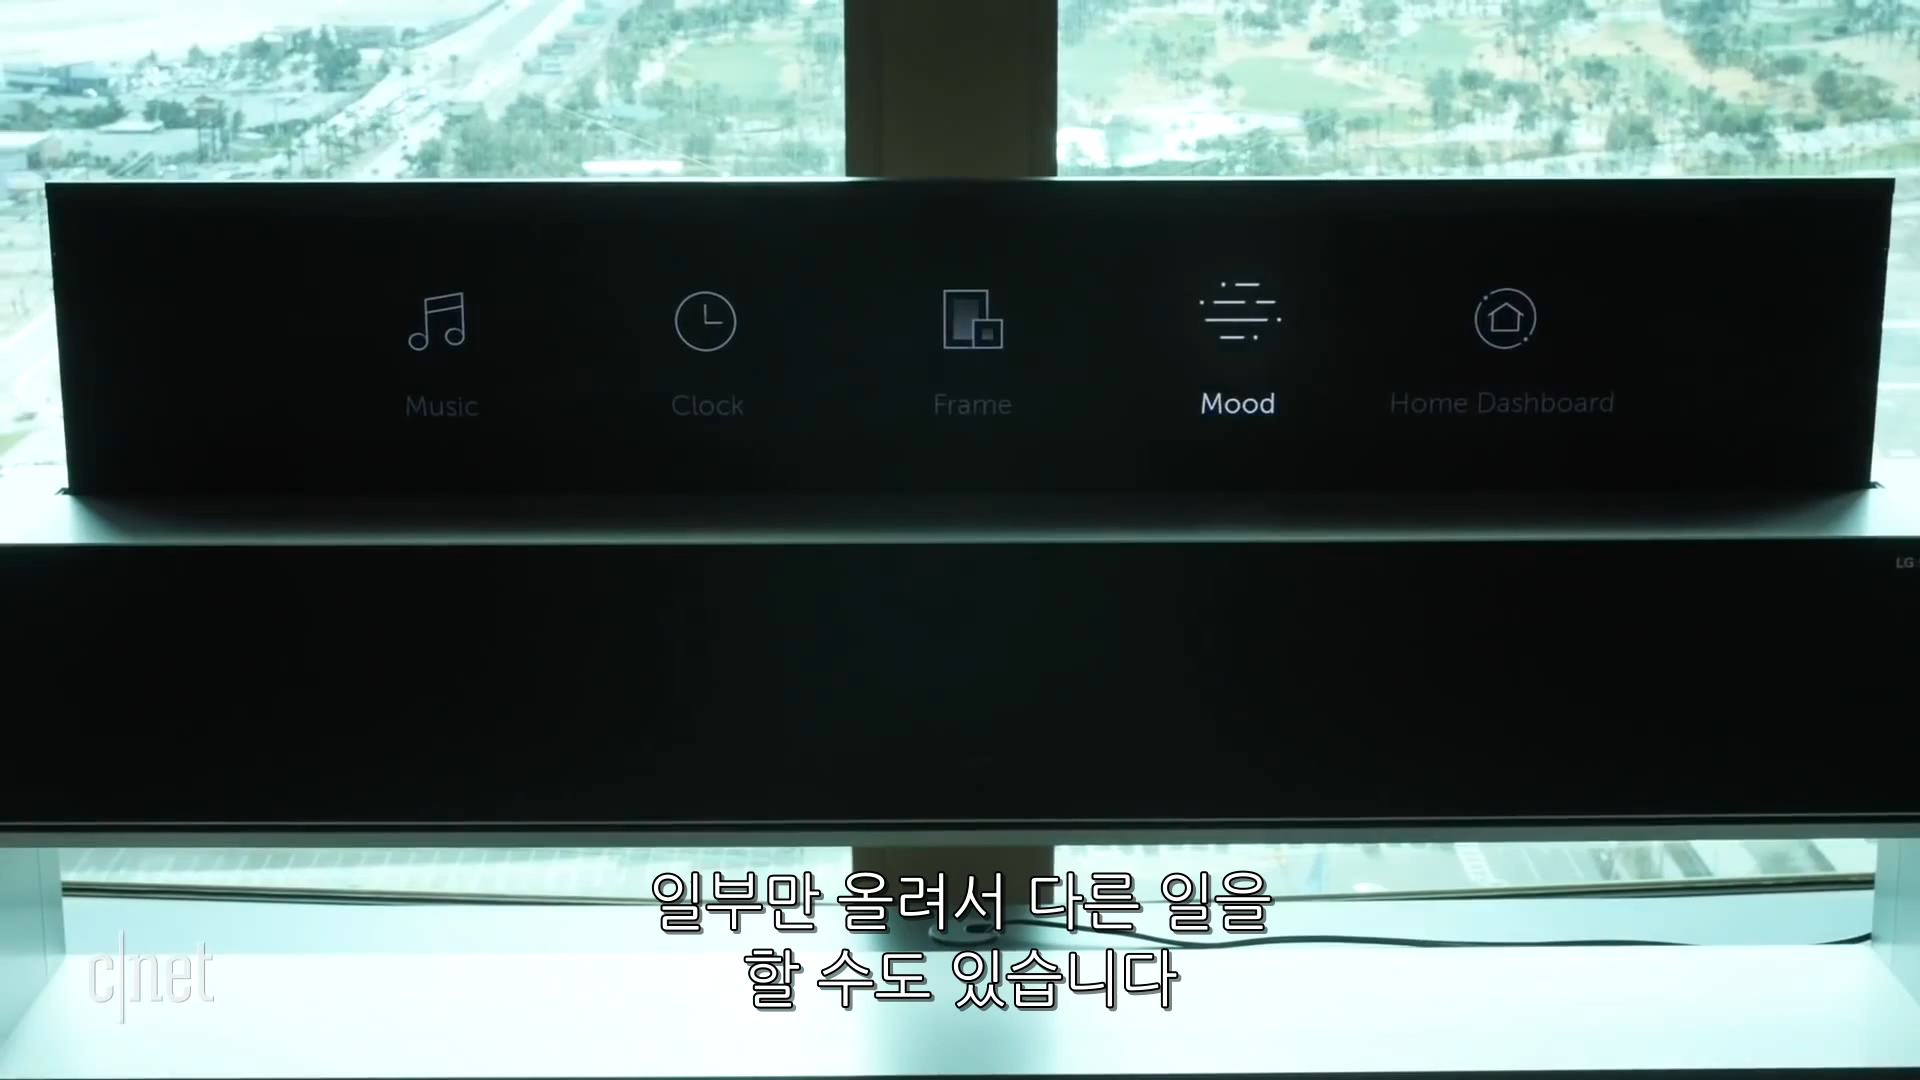 Music
Clock
Frame
Mood
Home Dashboard
LG
일부만 올려서 다른 일을
할 수도 있습니다
c|net